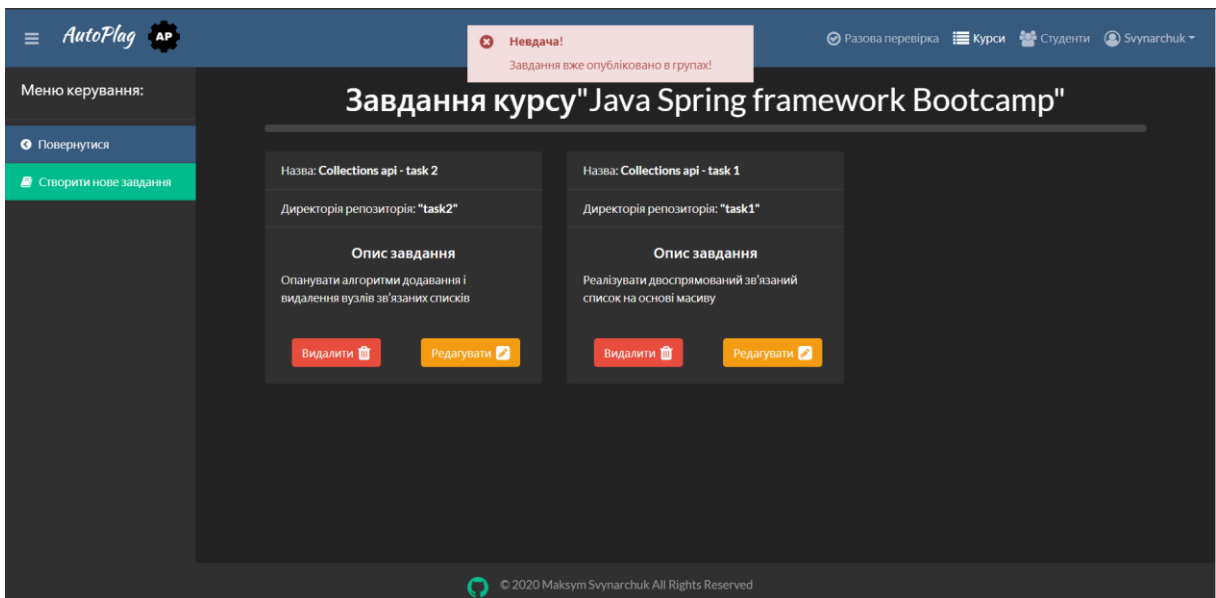 AutoPlag AP
Невдача!
Завдання вже опубліковано в групах!
Разова перевірка Курси Студенти Svynarchuk
Меню керування:
Повернутися
Створити нове завдання
Завдання курсу"Java Spring framework Bootcamp"
Назва: Collections api - task 2
Директорія репозиторія: "task2"
Опис завдання
Опанувати алгоритми додавання і
видалення вузлів зв'язаних списків
Видалити Редагувати
Назва: Collections api - task 1
Директорія репозиторія: "task1"
Опис завдання
Реалізувати двоспрямований зв'язаний
список на основі масиву
Видалити Редагувати
© 2020 Maksym Svynarchuk All Rights Reserved